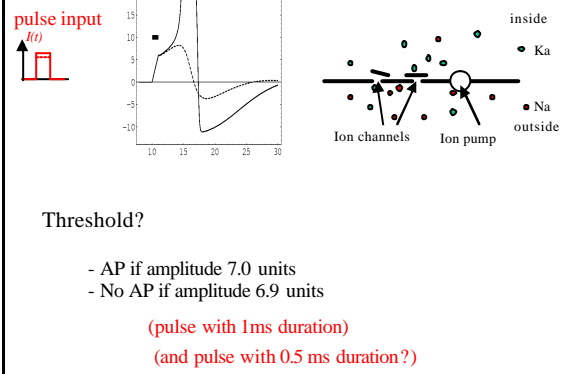 pulse input
I(t)
15
10
5
0
-5
-10
10 15 20 25 30
inside
Ka
Na
outside
Ion channels Ion pump
Threshold?
- AP if amplitude 7.0 units
- No AP if amplitude 6.9 units
(pulse with 1ms duration)
(and pulse with 0.5 ms duration?)